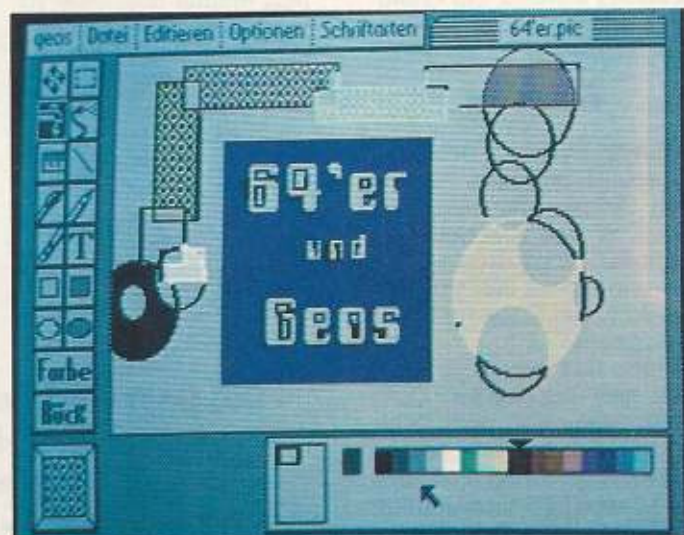 geos Datei Editieren Optionen Schriftarten 64'er.pic
T
Farbe
Rück
64'er
und
Geos